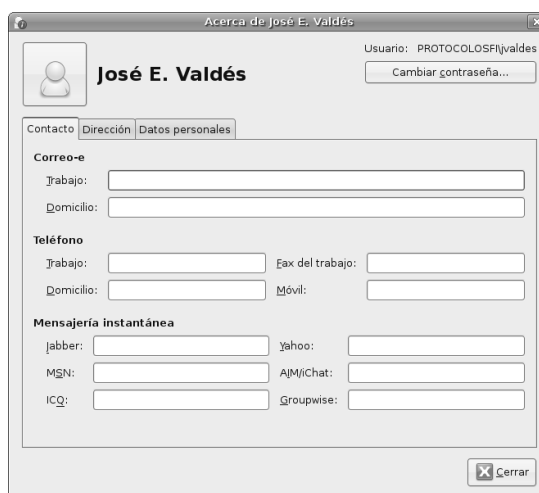 Acerca de José E. Valdés
Usuario: PROTOCOLOSFI\jvaldes
José E. Valdés
Cambiar contraseña...
Contacto Dirección Datos personales
Correo-e
Trabajo:
Domicilio:
Teléfono
Trabajo: Fax del trabajo:
Domicilio: Móvil:
Mensajería instantánea
Jabber: Yahoo:
MSN: AIM/iChat:
ICQ: Groupwise:
Cerrar